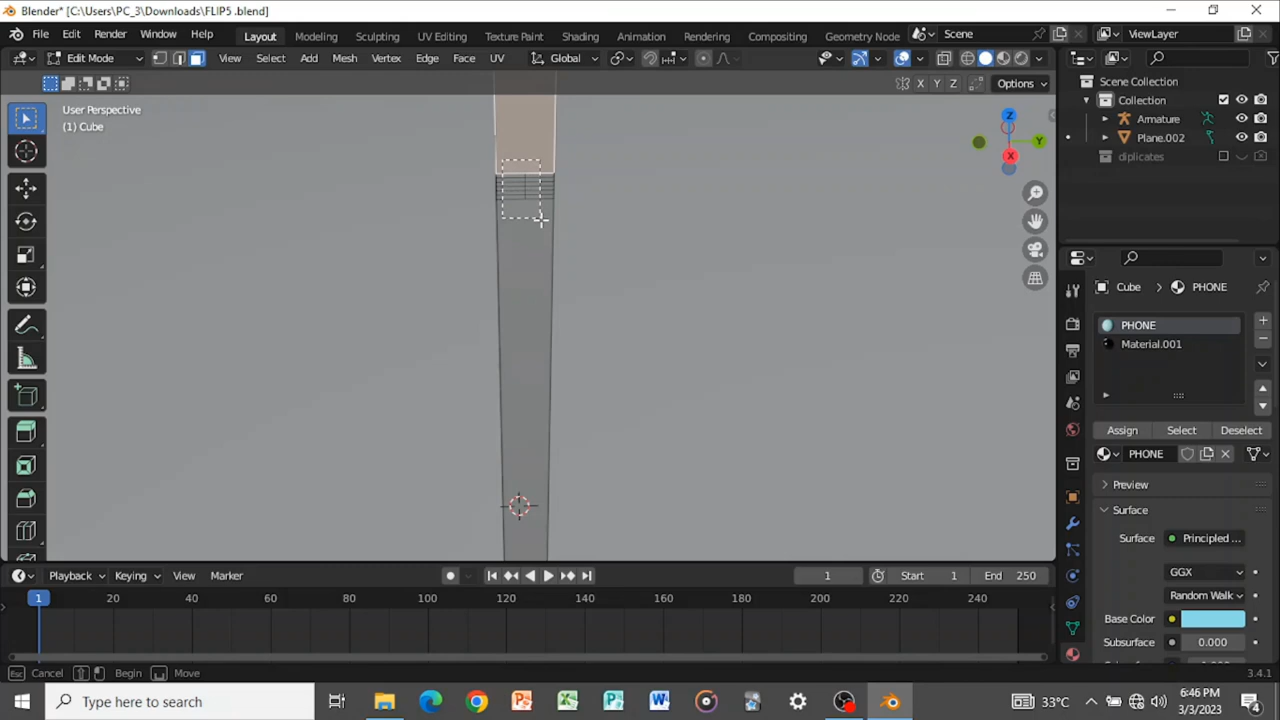 Blender* [C:\Users\PC_3\Downloads\FLIP5 .blend]
File Edit Render Window Help Layout Modeling Sculpting UV Editing Texture Paint Shading Animation Rendering Compositing Geometry Node Scene ViewLayer
Edit Mode View Select Add Mesh Vertex Edge Face UV Global
X Y Z Options
User Perspective
(1) Cube
Z
Y
X
Scene Collection
Collection
Armature
Plane.002
diplicates
Cube > PHONE
PHONE
Material.001
Assign Select Deselect
PHONE
Preview
Surface
Surface Principled ...
GGX
Random Walk
Base Color
Subsurface 0.000
Playback Keying View Marker 1 Start 1 End 250
1 20 40 60 80 100 120 140 160 180 200 220 240
Esc Cancel Begin Move 3.4.1
Type here to search
33°C
6:46 PM
3/3/2023
4